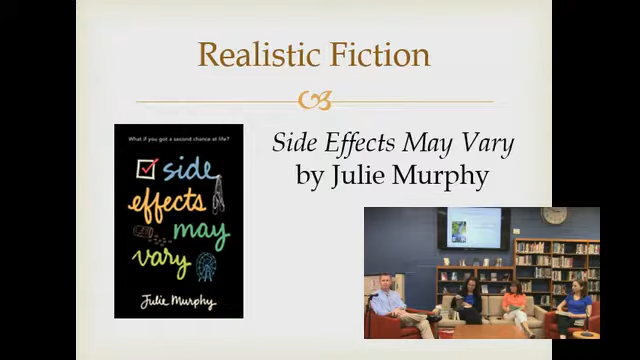 Realistic Fiction
Side Effects May Vary
by Julie Murphy
What if you got a second chance at life?
side
effects
may
vary
Julie Murphy